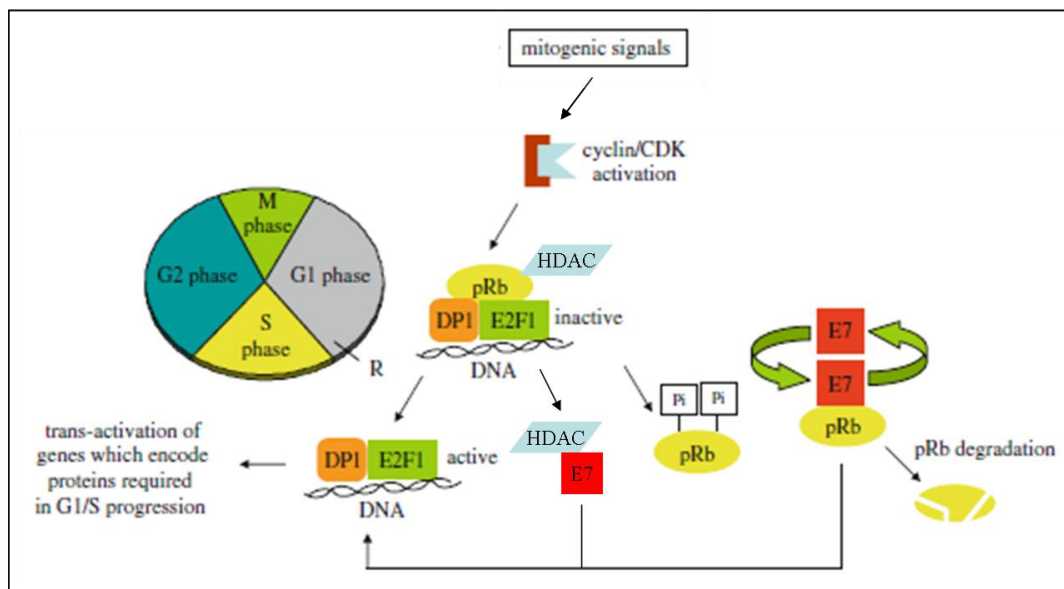 mitogenic signals
cyclin/CDK
activation
M
phase
G2 phase
G1 phase
S
phase
R
HDAC
pRb
DP1
E2F1
inactive
DNA
E7
E7
pRb
Pi
Pi
pRb
pRb degradation
HDAC
E7
DP1
E2F1
active
DNA
trans-activation of
genes which encode
proteins required
in G1/S progression